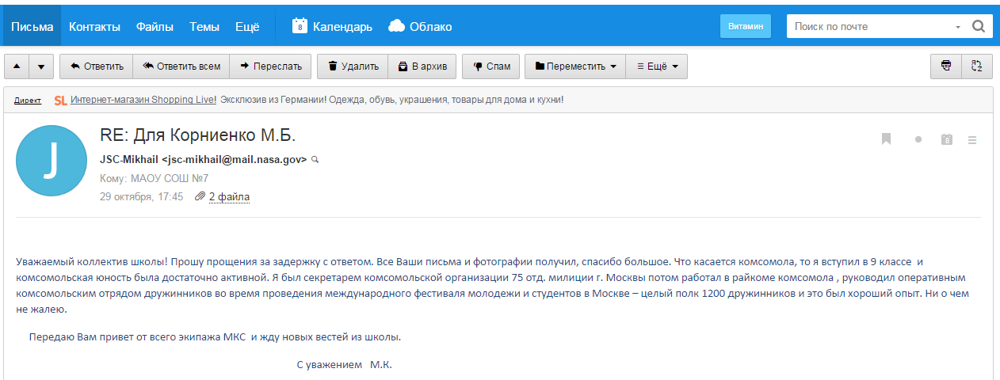 Письма Контакты Файлы Темы Ещё 8 Календарь Облако Витамин Поиск по почте
Ответить Ответить всем Переслать Удалить В архив Спам Переместить Ещё
Директ SL Интернет-магазин Shopping Live! Эксклюзив из Германии! Одежда, обувь, украшения, товары для дома и кухни!
J
RE: Для Корниенко М.Б. 8
JSC-Mikhail <jsc-mikhail@mail.nasa.gov>
Кому: МАОУ СОШ №7
29 октября, 17:45 2 файла
Уважаемый коллектив школы! Прошу прощения за задержку с ответом. Все Ваши письма и фотографии получил, спасибо большое. Что касается комсомола, то я вступил в 9 классе и
комсомольская юность была достаточно активной. Я был секретарем комсомольской организации 75 отд. милиции г. Москвы потом работал в райкоме комсомола , руководил оперативным
комсомольским отрядом дружинников во время проведения международного фестиваля молодежи и студентов в Москве – целый полк 1200 дружинников и это был хороший опыт. Ни о чем
не жалею.
Передаю Вам привет от всего экипажа МКС и жду новых вестей из школы.
С уважением М.К.